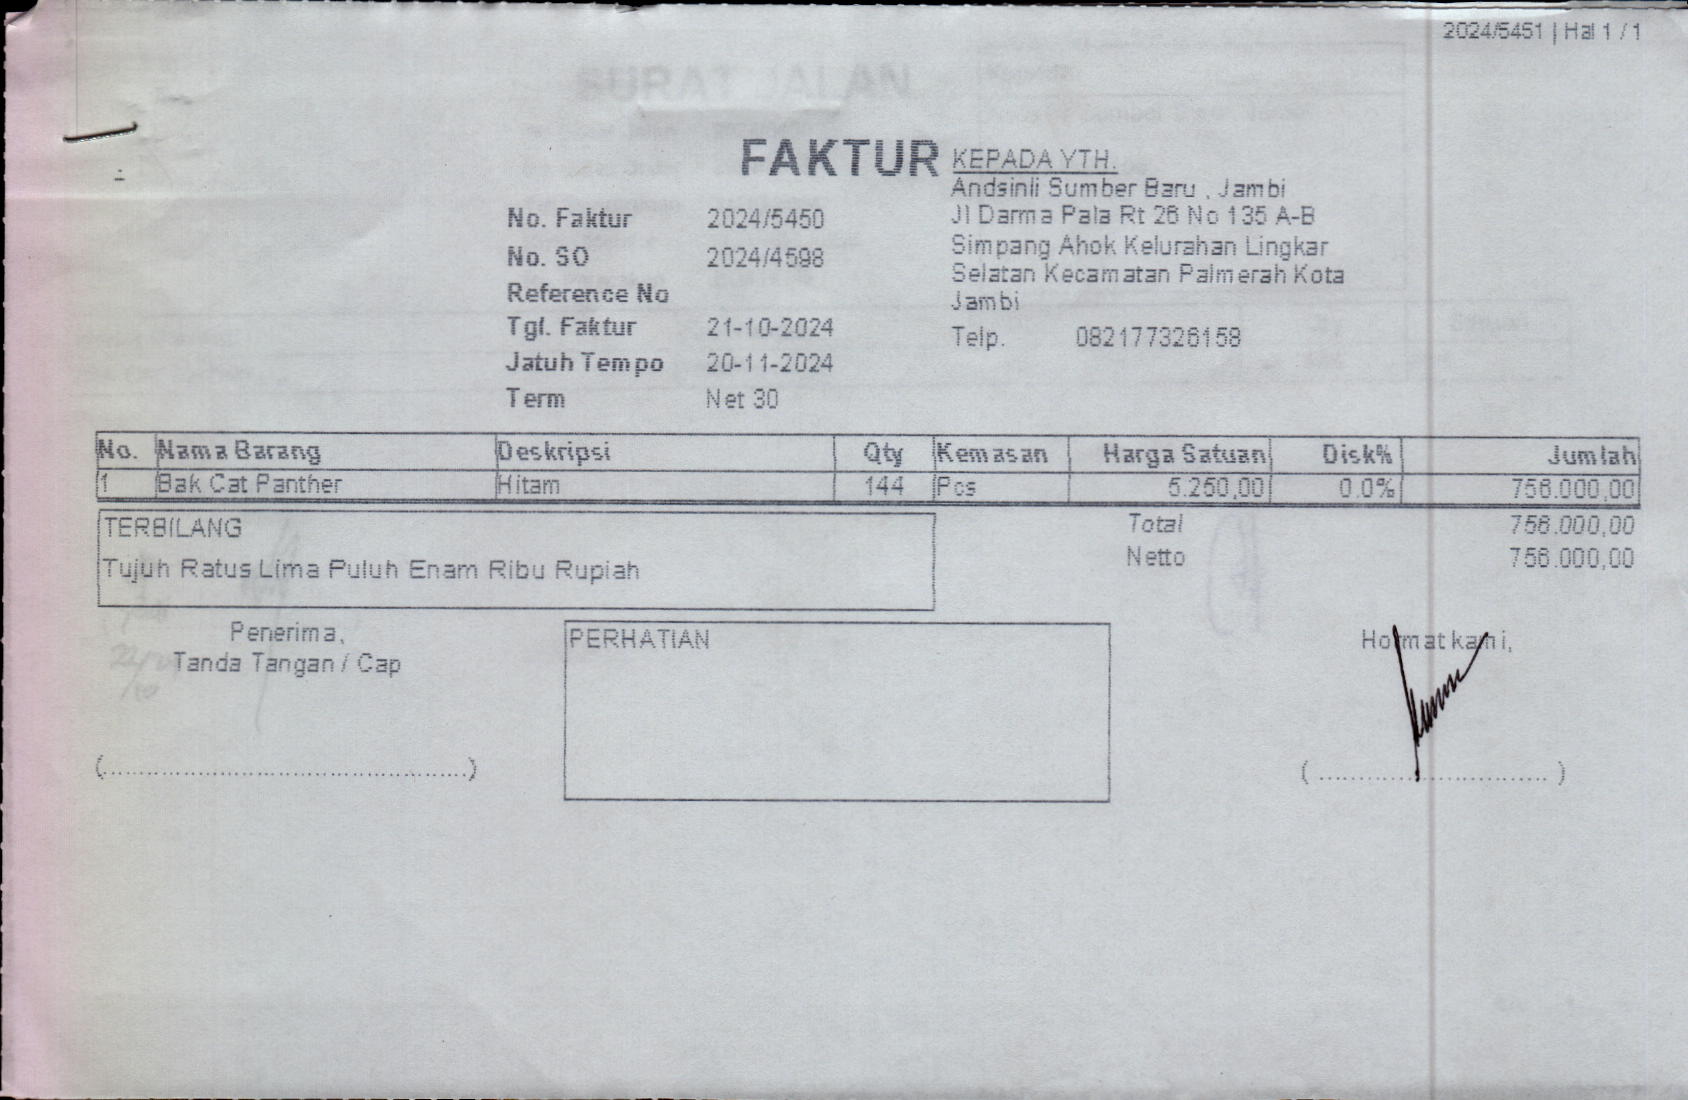 2024/5451 | Hal 1 / 1
SURAT JALAN
FAKTUR
KEPADA YTH.
Andsinli Sumber Baru , Jambi
Jl Darma Pala Rt 26 No 135 A-B
Simpang Ahok Kelurahan Lingkar
Selatan Kecamatan Palmerah Kota
Jambi
Telp. 082177326158
No. Faktur 2024/5450
No. SO 2024/4598
Reference No
Tgl. Faktur 21-10-2024
Jatuh Tempo 20-11-2024
Term Net 30
No. Nama Barang Deskripsi Qty Kemasan Harga Satuan Disk% Jumlah
1 Bak Cat Panther Hitam 144 Pcs 5.250,00 0.0% 756.000,00
TERBILANG
Tujuh Ratus Lima Puluh Enam Ribu Rupiah
Total 756.000,00
Netto 756.000,00
Penerima,
Tanda Tangan / Cap
PERHATIAN
Hormat kami,
(................................................)
(................................)